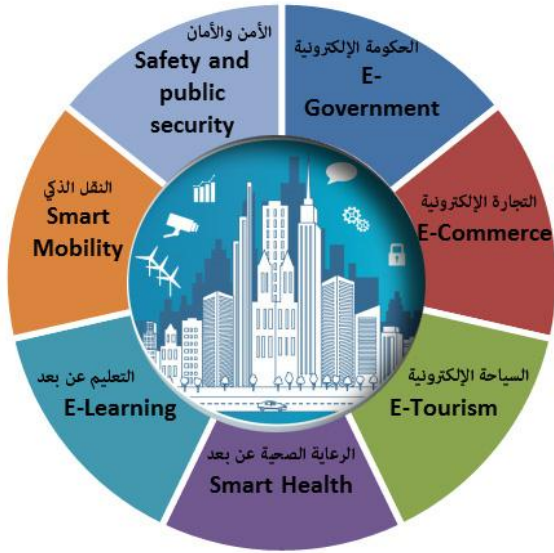 الحكومة الإلكترونية
E-
Government
التجارة الإلكترونية
E-Commerce
السياحة الإلكترونية
E-Tourism
الرعاية الصحية عن بعد
Smart Health
التعليم عن بعد
E-Learning
النقل الذكي
Smart
Mobility
الأمن والأمان
Safety and
public
security